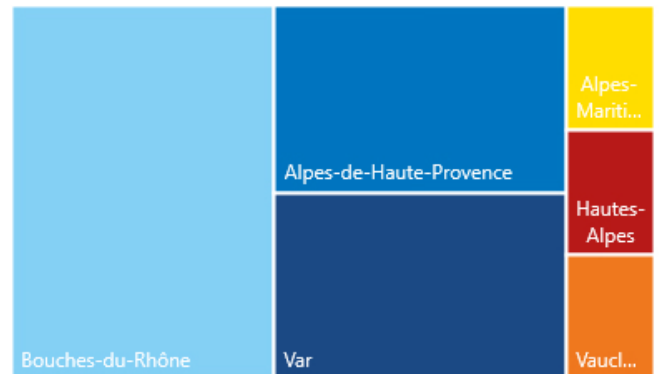 Bouches-du-Rhône
Alpes-de-Haute-Provence
Var
Alpes-
Mariti...
Hautes-
Alpes
Vaucl...